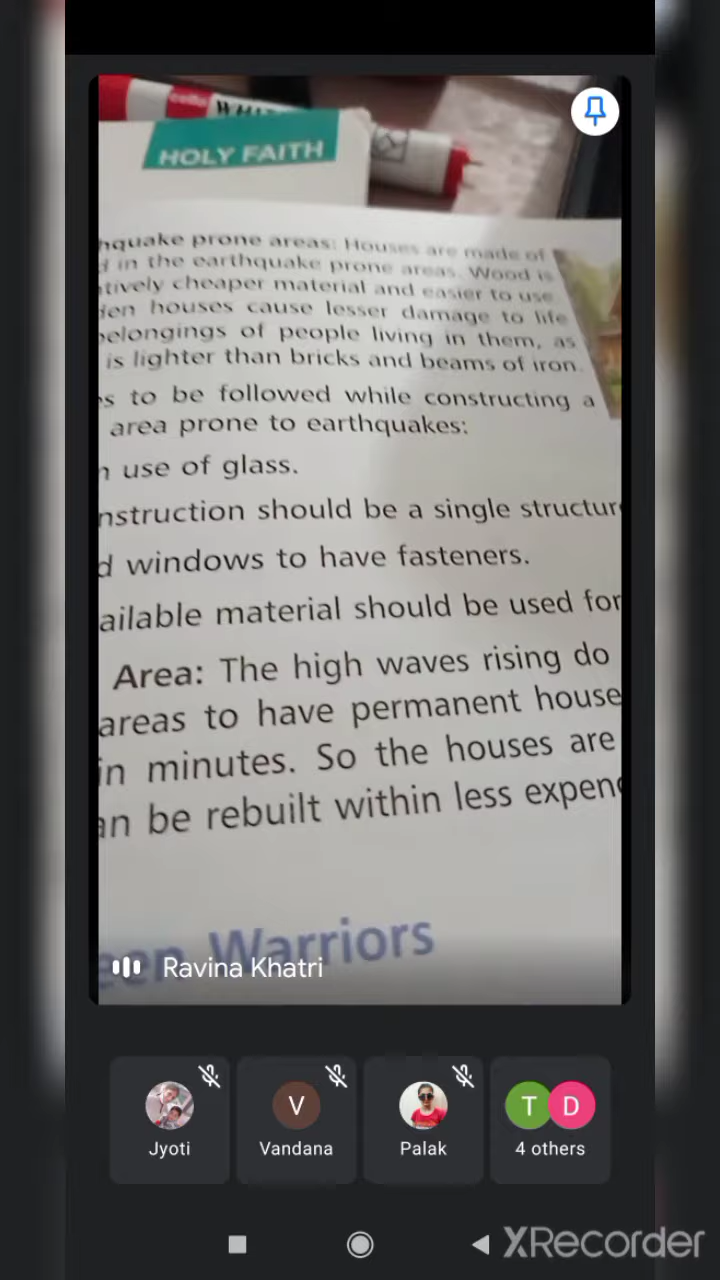 HOLY FAITH
hquake prone areas: Houses are made of
d in the earthquake prone areas. Wood is
tively cheaper material and easier to use
den houses cause lesser damage to life
belongings of people living in them, as
is lighter than bricks and beams of iron.
es to be followed while constructing a
area prone to earthquakes:
n use of glass.
nstruction should be a single structur
d windows to have fasteners.
ailable material should be used for
Area: The high waves rising do
areas to have permanent house
in minutes. So the houses are
an be rebuilt within less expen
een Warriors
Ravina Khatri
V
T D
Jyoti
Vandana
Palak
4 others
XRecorder